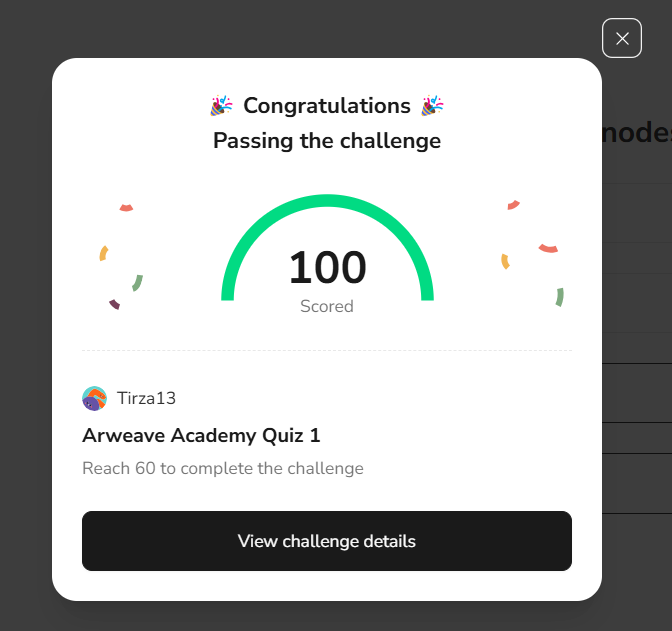 Congratulations
Passing the challenge
100
Scored
Tirza13
Arweave Academy Quiz 1
Reach 60 to complete the challenge
View challenge details